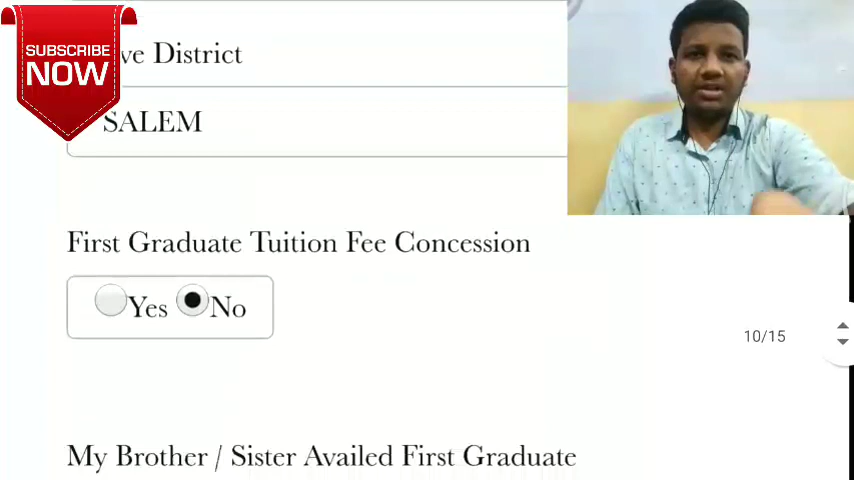 SUBSCRIBE
NOW
ve District
SALEM
First Graduate Tuition Fee Concession
Yes No
10/15
My Brother / Sister Availed First Graduate